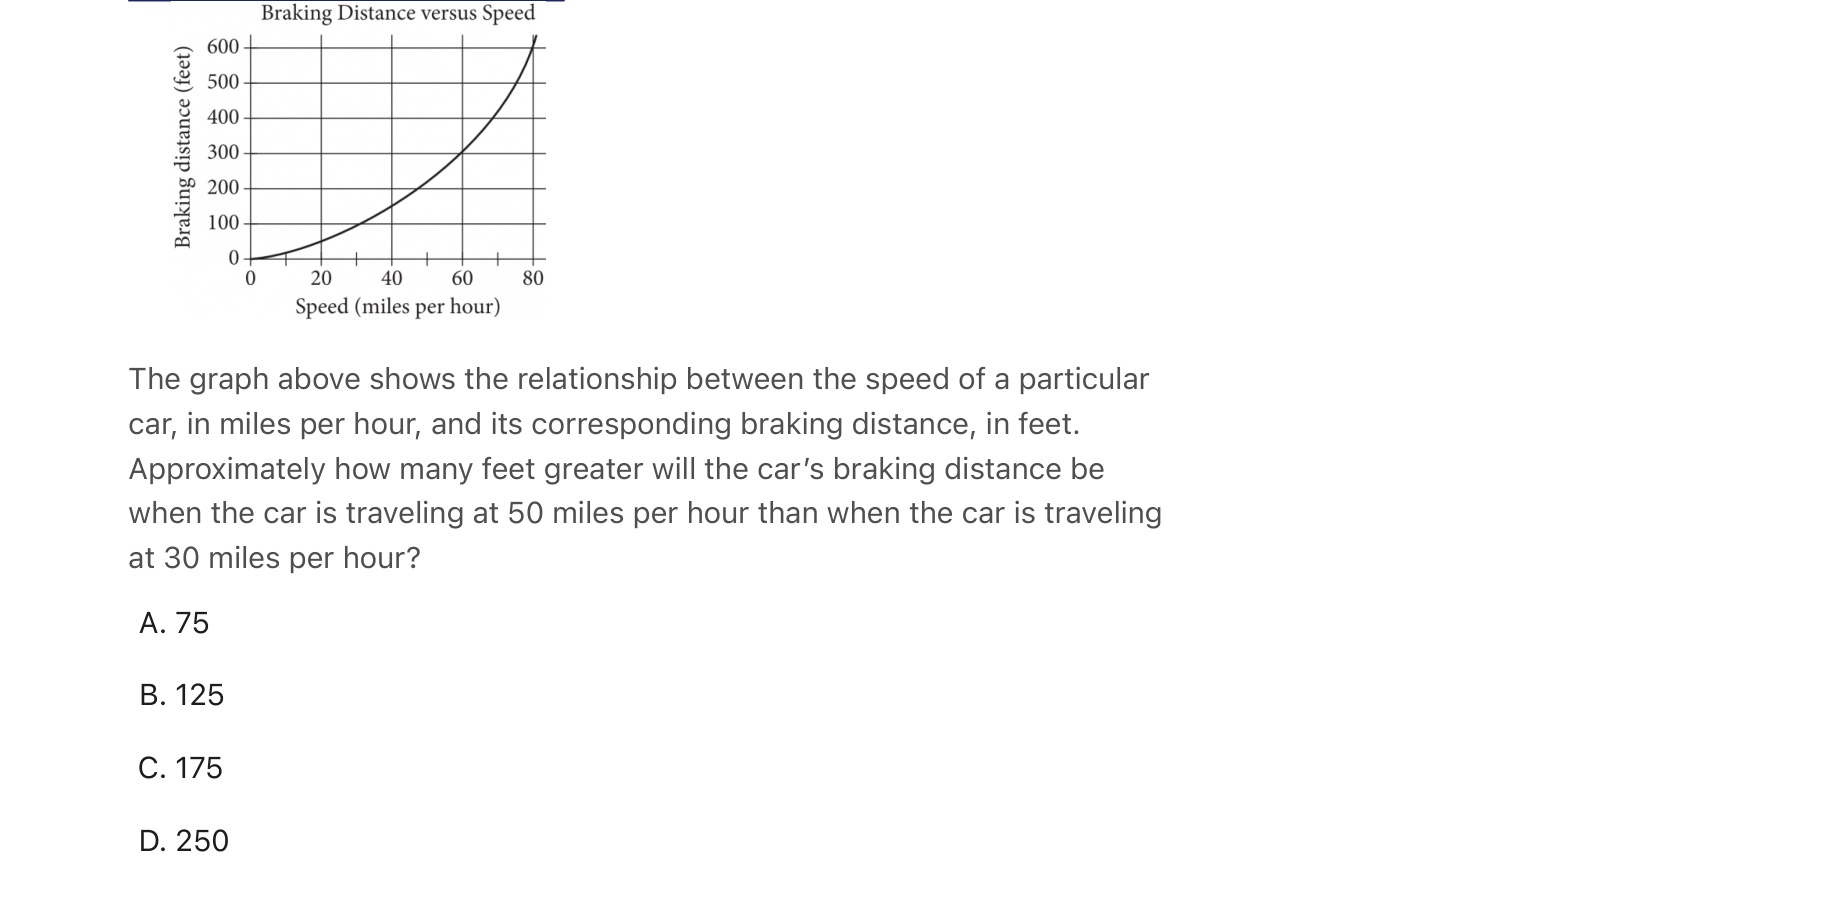 Braking Distance versus Speed
Braking distance (feet)
600
500
400
300
200
100
0
0 20 40 60 80
Speed (miles per hour)
The graph above shows the relationship between the speed of a particular
car, in miles per hour, and its corresponding braking distance, in feet.
Approximately how many feet greater will the car’s braking distance be
when the car is traveling at 50 miles per hour than when the car is traveling
at 30 miles per hour?
A. 75
B. 125
C. 175
D. 250